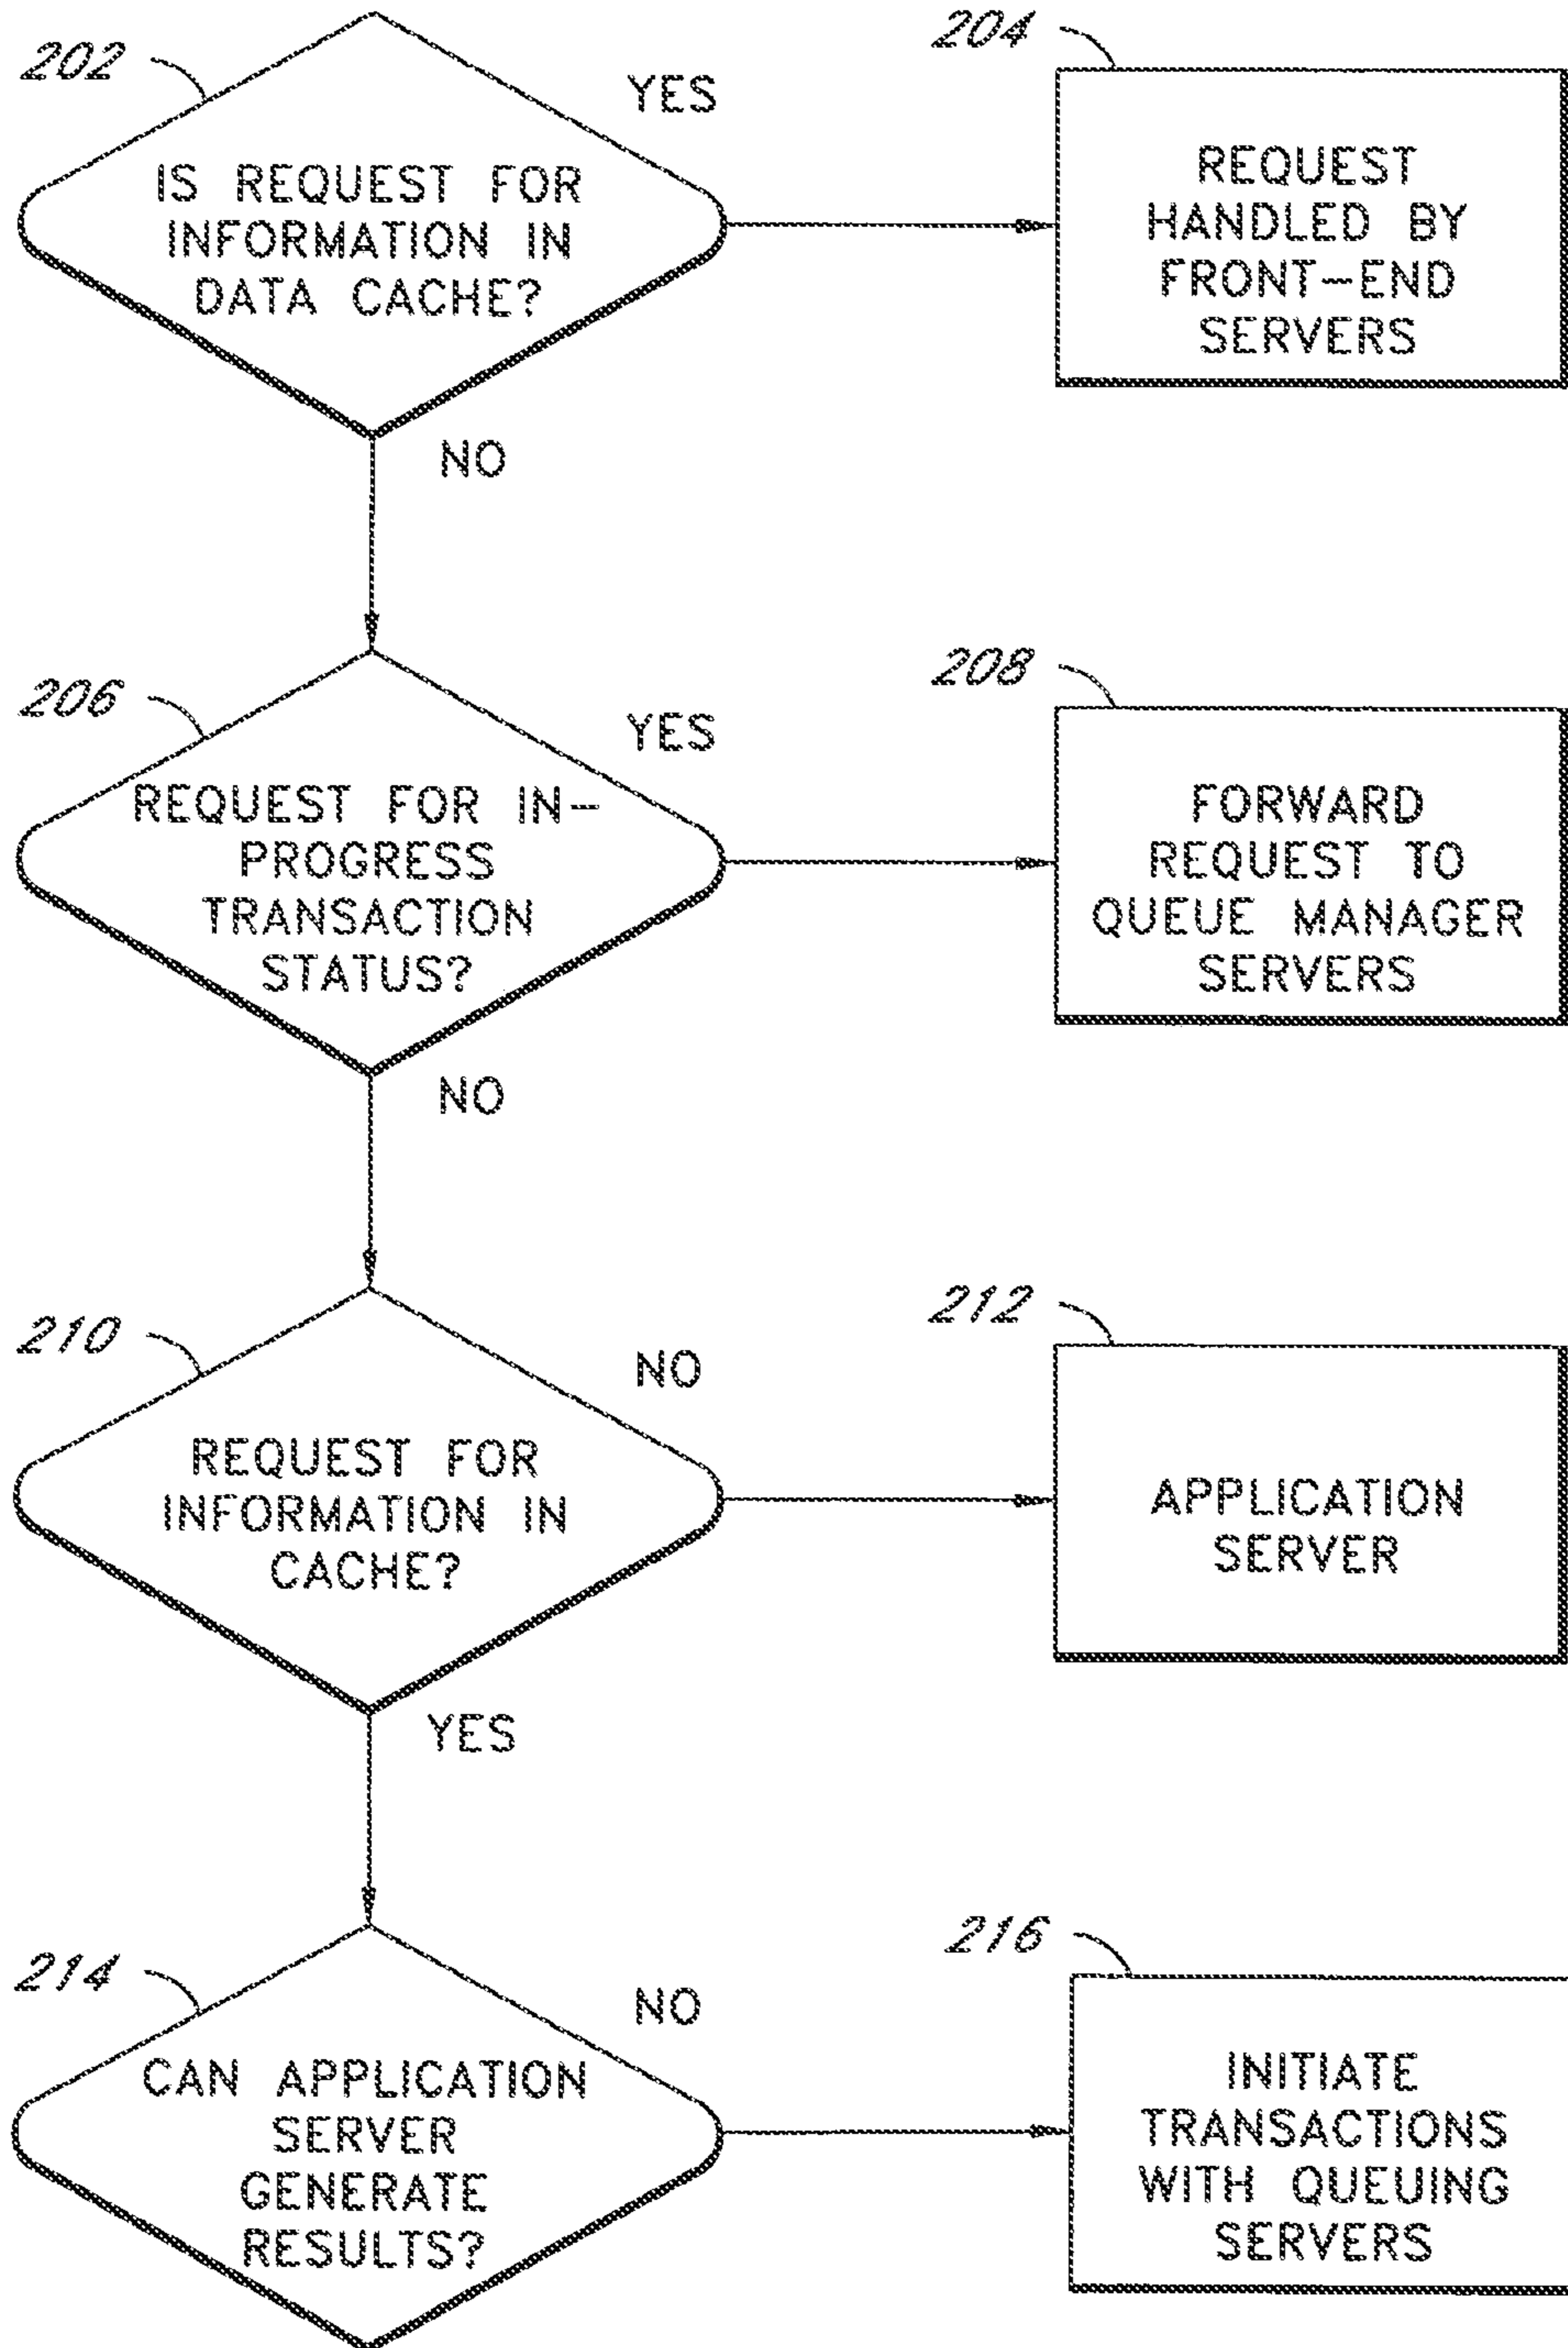 202
YES
IS REQUEST FOR
INFORMATION IN
DATA CACHE?
NO
204
REQUEST
HANDLED BY
FRONT-END
SERVERS
206
YES
REQUEST FOR IN-
PROGRESS
TRANSACTION
STATUS?
NO
208
FORWARD
REQUEST TO
QUEUE MANAGER
SERVERS
210
NO
REQUEST FOR
INFORMATION IN
CACHE?
YES
212
APPLICATION
SERVER
214
NO
CAN APPLICATION
SERVER
GENERATE
RESULTS?
216
INITIATE
TRANSACTIONS
WITH QUEUING
SERVERS